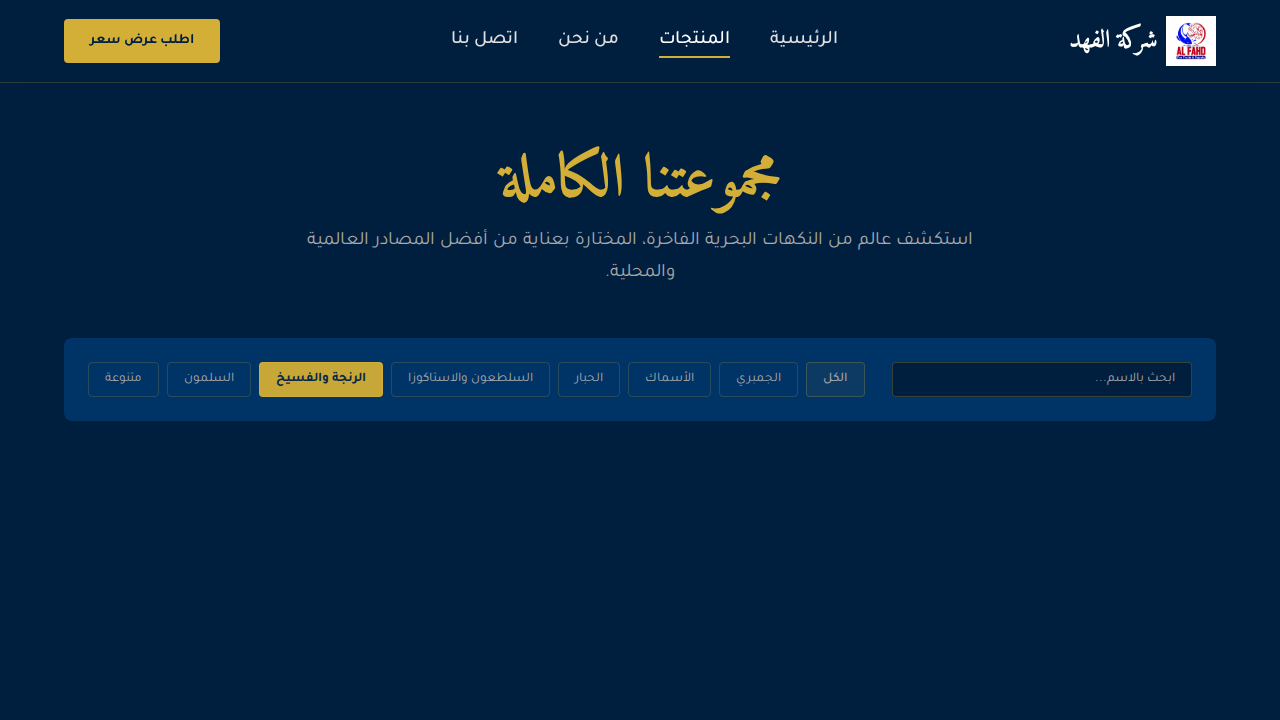 AL FAHD
شركة الفهد
الرئيسية
المنتجات
من نحن
اتصل بنا
اطلب عرض سعر
مجموعتنا الكاملة
استكشف عالم من النكهات البحرية الفاخرة، المختارة بعناية من أفضل المصادر العالمية
والمحلية.
ابحث بالاسم...
الكل
الجمبري
الأسماك
الحبار
السلطعون والاستاكوزا
الرنجة والفسيخ
السلمون
متنوعة